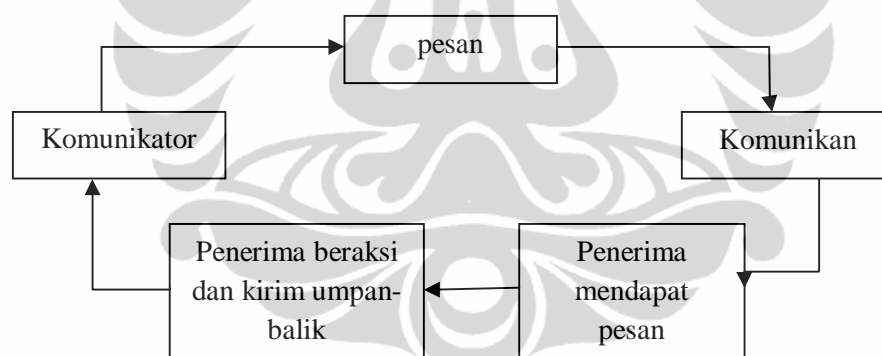 pesan
Komunikator
Komunikan
Penerima beraksi
dan kirim umpan-
balik
Penerima
mendapat
pesan